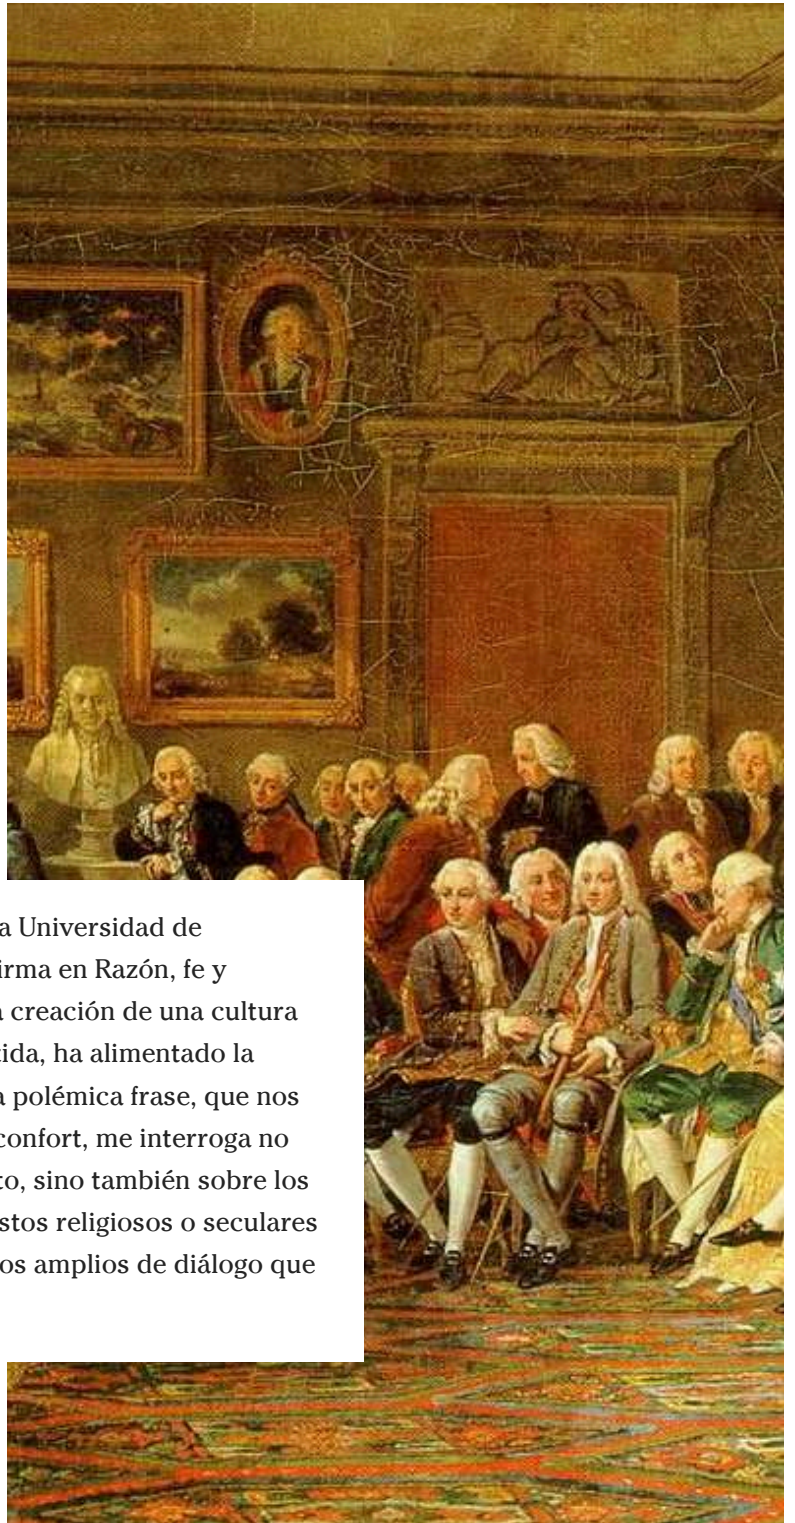 a Universidad de
irma en Razón, fe y
a creación de una cultura
tida, ha alimentado la
a polémica frase, que nos
confort, me interroga no
to, sino también sobre los
stos religiosos o seculares
os amplios de diálogo que